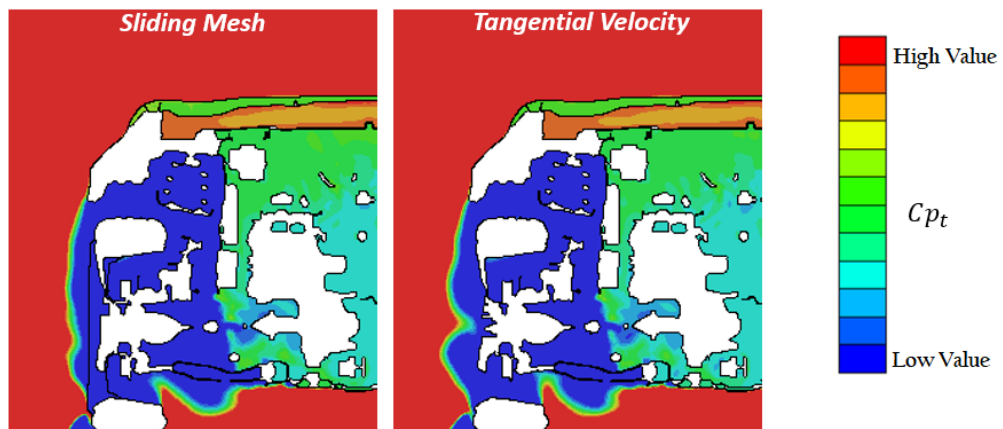 Sliding Mesh
Tangential Velocity
High Value
Cp_t
Low Value